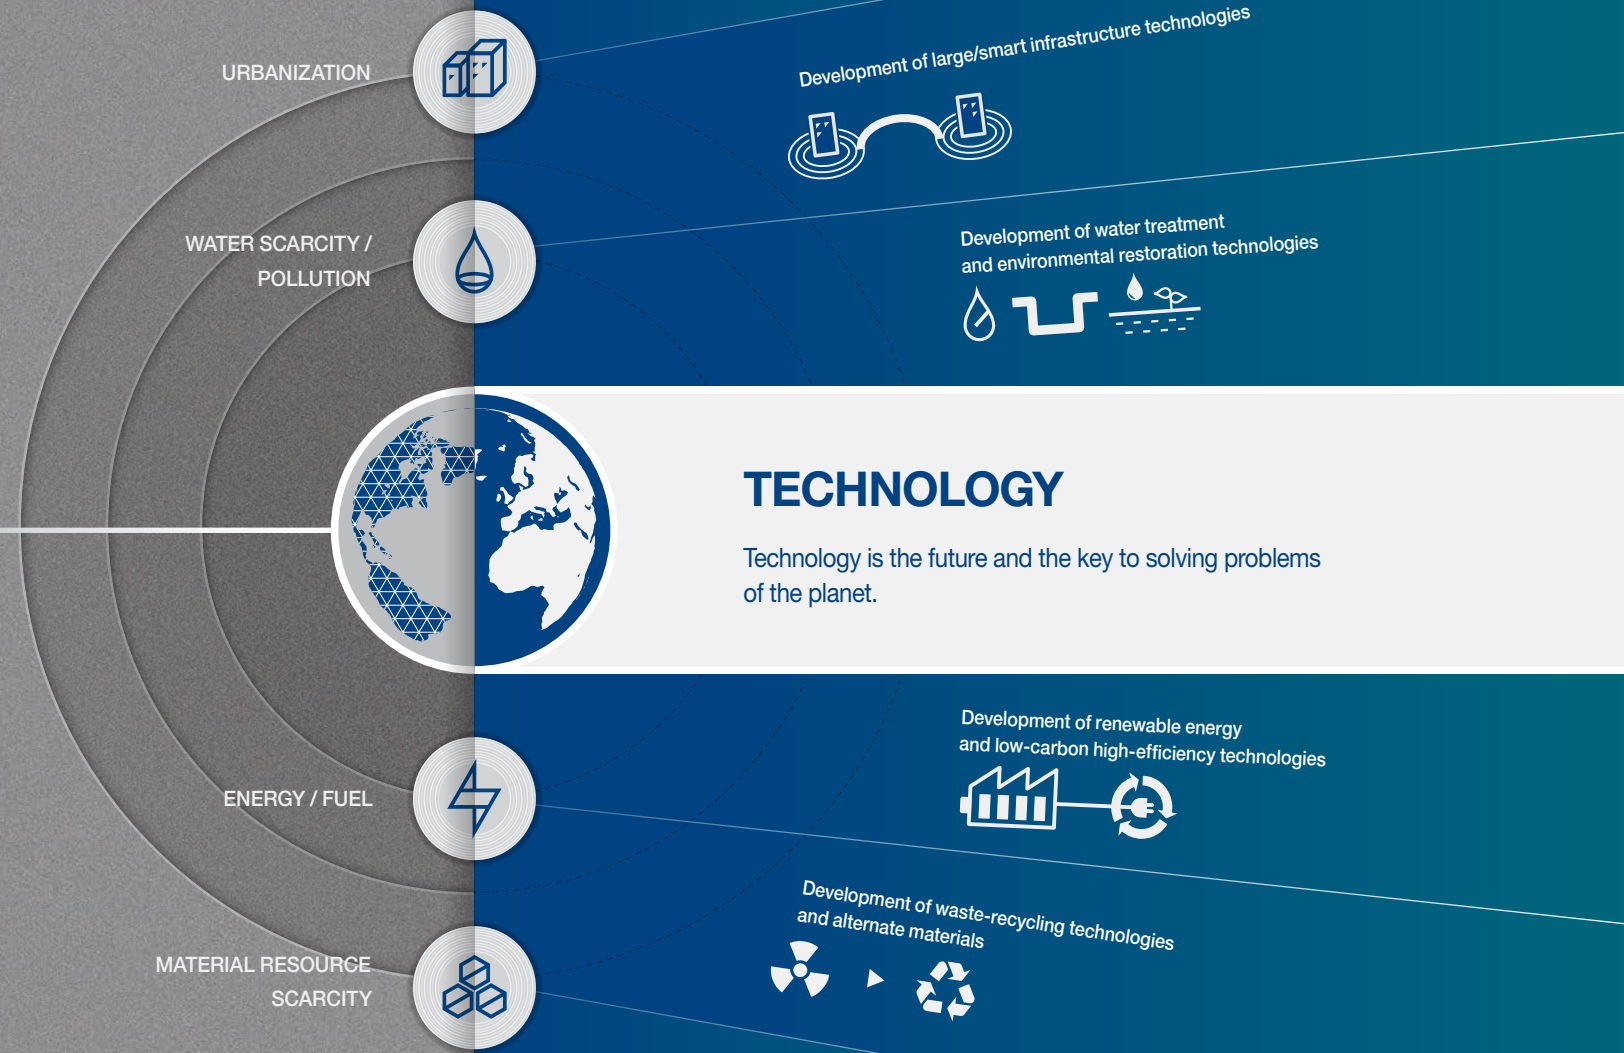 URBANIZATION
Development of large/smart infrastructure technologies
WATER SCARCITY /
POLLUTION
Development of water treatment
and environmental restoration technologies
TECHNOLOGY
Technology is the future and the key to solving problems
of the planet.
ENERGY / FUEL
Development of renewable energy
and low-carbon high-efficiency technologies
MATERIAL RESOURCE
SCARCITY
Development of waste-recycling technologies
and alternate materials